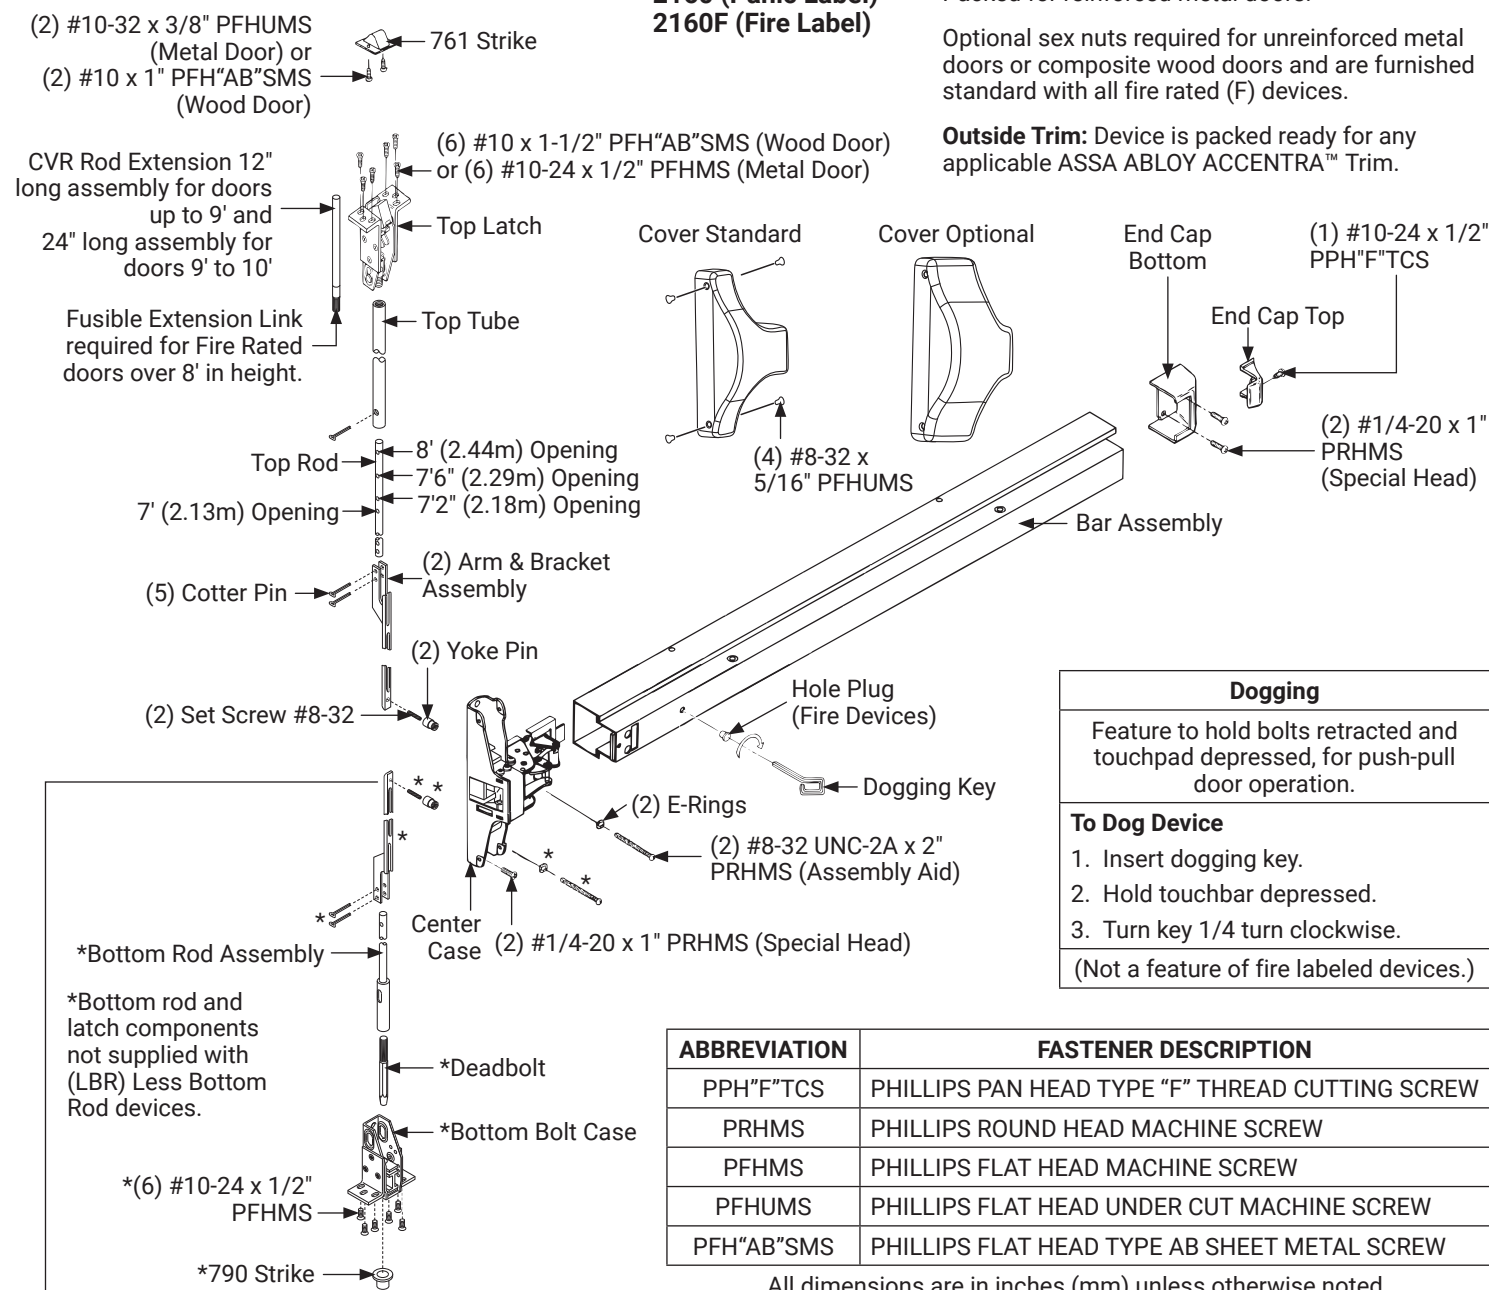 2160F (Fire Label)
Optional sex nuts required for unreinforced metal
doors or composite wood doors and are furnished
standard with all fire rated (F) devices.
Outside Trim: Device is packed ready for any
applicable ASSA ABLOY ACCENTRA™ Trim.
(2) #10-32 x 3/8" PFHUMS
(Metal Door) or
(2) #10 x 1" PFH“AB”SMS
(Wood Door)
761 Strike
(6) #10 x 1-1/2" PFH"AB"SMS (Wood Door)
or (6) #10-24 x 1/2" PFHMS (Metal Door)
CVR Rod Extension 12"
long assembly for doors
up to 9' and
24" long assembly for
doors 9' to 10'
Top Latch
Fusible Extension Link
required for Fire Rated
doors over 8' in height.
Top Tube
Cover Standard
Cover Optional
(4) #8-32 x
5/16" PFHUMS
End Cap
Bottom
(1) #10-24 x 1/2"
PPH"F"TCS
End Cap Top
(2) #1/4-20 x 1"
PRHMS
(Special Head)
Top Rod
8' (2.44m) Opening
7'6" (2.29m) Opening
7'2" (2.18m) Opening
7' (2.13m) Opening
Bar Assembly
(2) Arm & Bracket
Assembly
(5) Cotter Pin
(2) Yoke Pin
(2) Set Screw #8-32
Hole Plug
(Fire Devices)
Dogging Key
(2) E-Rings
(2) #8-32 UNC-2A x 2"
PRHMS (Assembly Aid)
* *
*
*
*
*
Center
Case
(2) #1/4-20 x 1" PRHMS (Special Head)
*Bottom Rod Assembly
*Bottom rod and
latch components
not supplied with
(LBR) Less Bottom
Rod devices.
*Deadbolt
*Bottom Bolt Case
*(6) #10-24 x 1/2"
PFHMS
*790 Strike
Dogging
Feature to hold bolts retracted and
touchpad depressed, for push-pull
door operation.
To Dog Device
1. Insert dogging key.
2. Hold touchbar depressed.
3. Turn key 1/4 turn clockwise.
(Not a feature of fire labeled devices.)
ABBREVIATION FASTENER DESCRIPTION
PPH”F”TCS PHILLIPS PAN HEAD TYPE “F” THREAD CUTTING SCREW
PRHMS PHILLIPS ROUND HEAD MACHINE SCREW
PFHMS PHILLIPS FLAT HEAD MACHINE SCREW
PFHUMS PHILLIPS FLAT HEAD UNDER CUT MACHINE SCREW
PFH“AB”SMS PHILLIPS FLAT HEAD TYPE AB SHEET METAL SCREW
All dimensions are in inches (mm) unless otherwise noted